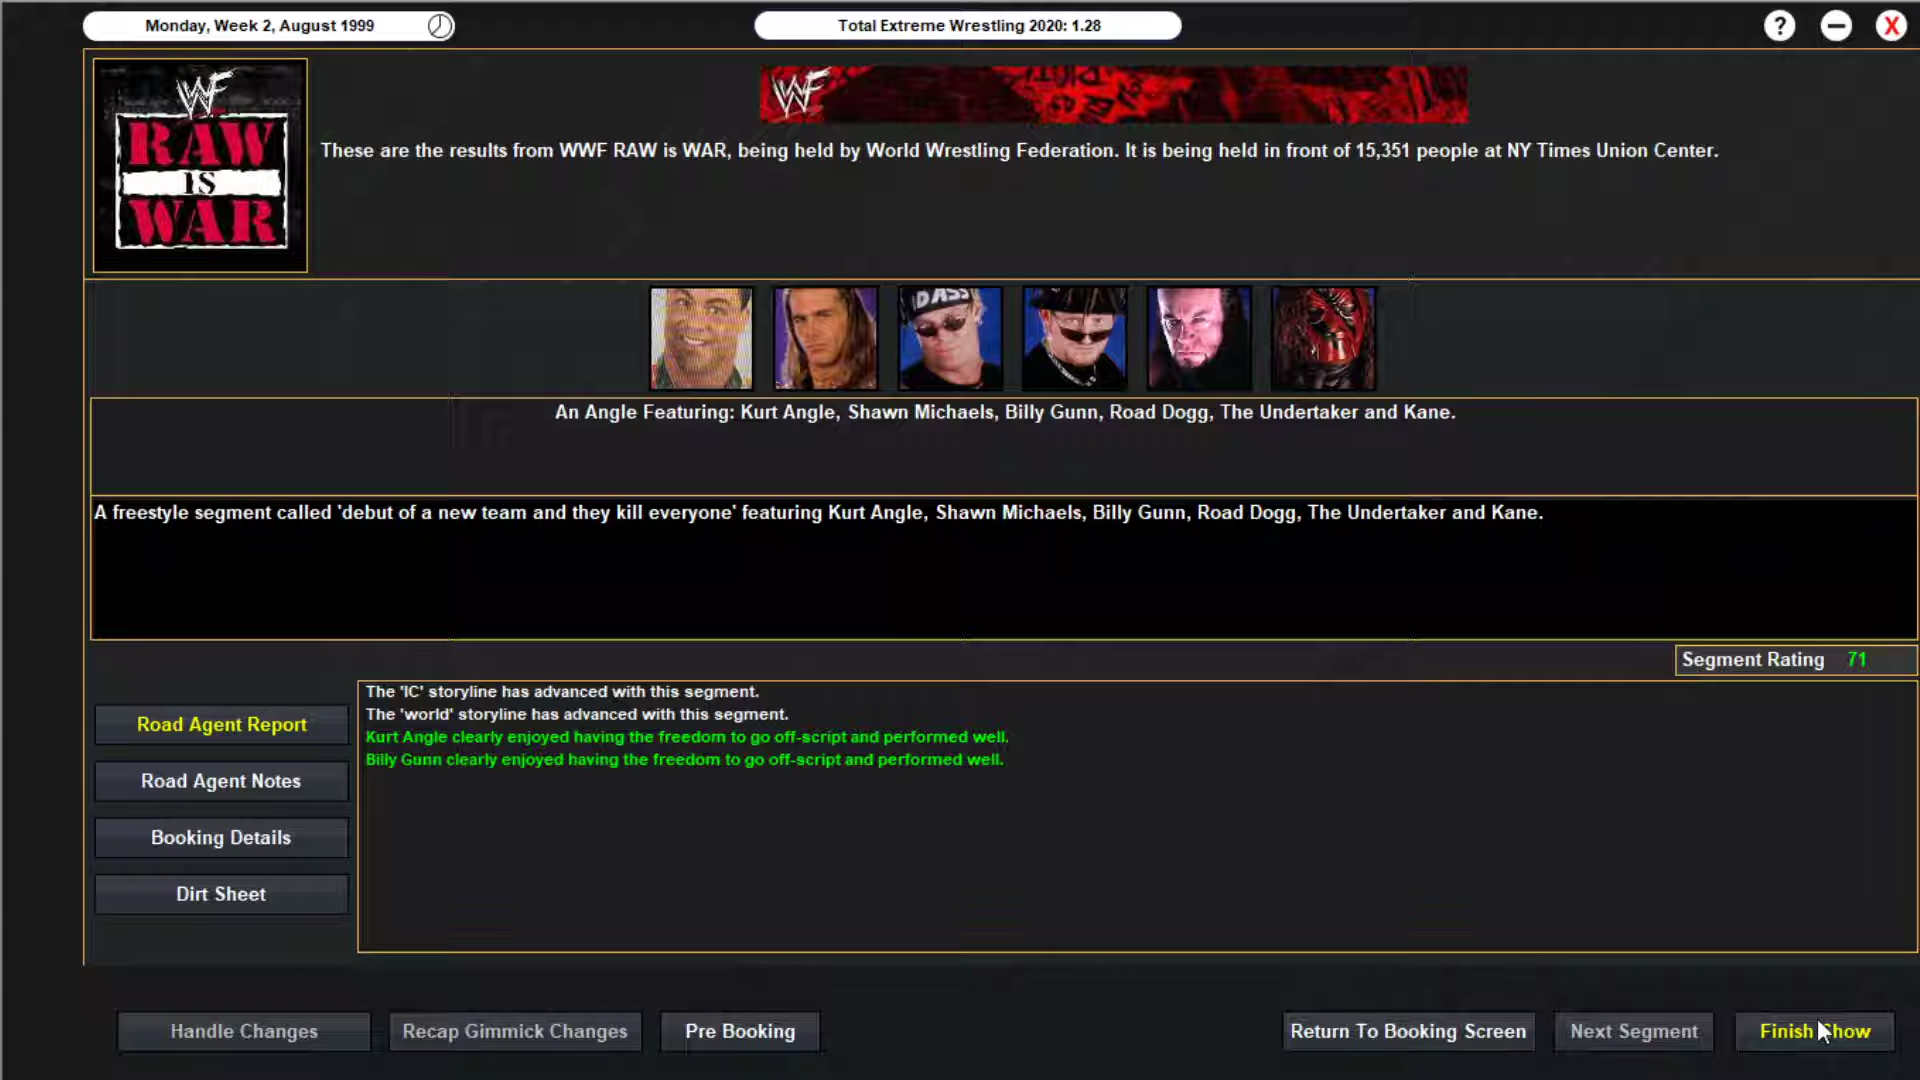 Monday, Week 2, August 1999
Total Extreme Wrestling 2020: 1.28
?
X
WF
RAW
IS
WAR
WF
These are the results from WWF RAW is WAR, being held by World Wrestling Federation. It is being held in front of 15,351 people at NY Times Union Center.
An Angle Featuring: Kurt Angle, Shawn Michaels, Billy Gunn, Road Dogg, The Undertaker and Kane.
A freestyle segment called 'debut of a new team and they kill everyone' featuring Kurt Angle, Shawn Michaels, Billy Gunn, Road Dogg, The Undertaker and Kane.
Segment Rating 71
The 'IC' storyline has advanced with this segment.
The 'world' storyline has advanced with this segment.
Kurt Angle clearly enjoyed having the freedom to go off-script and performed well.
Billy Gunn clearly enjoyed having the freedom to go off-script and performed well.
Road Agent Report
Road Agent Notes
Booking Details
Dirt Sheet
Handle Changes
Recap Gimmick Changes
Pre Booking
Return To Booking Screen
Next Segment
Finish Show